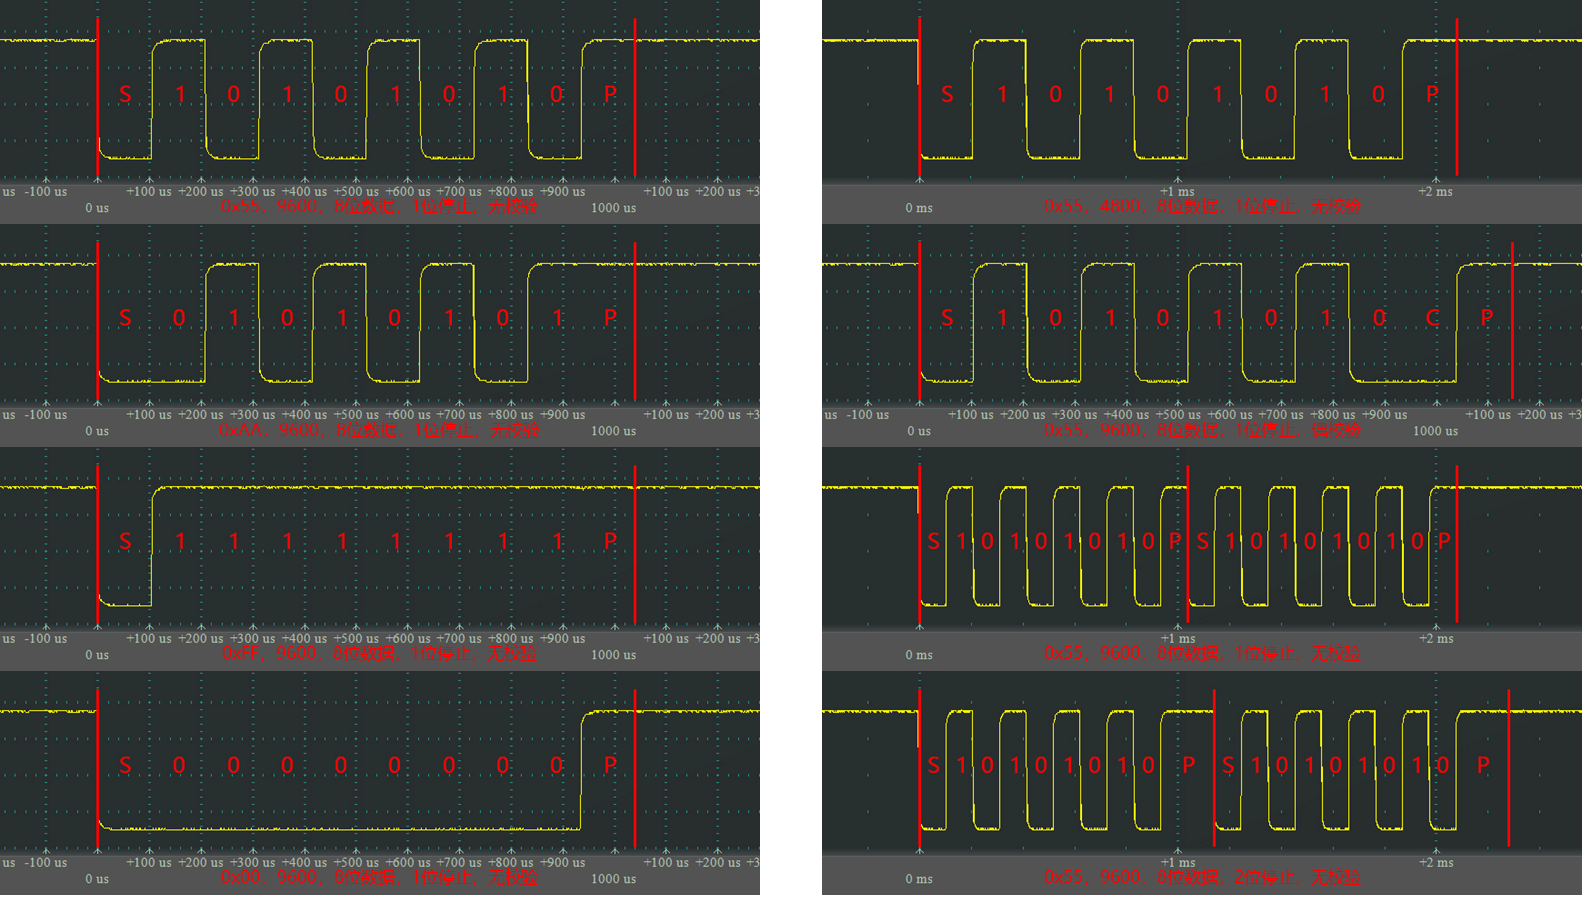 S 1 0 1 0 1 0 1 0 P
us -100 us +100 us +200 us +300 us +400 us +500 us +600 us +700 us +800 us +900 us +100 us +200 us +3
0 us 1000 us
0x55，9600，8位数据，1位停止，无校验
S 0 1 0 1 0 1 0 1 P
us -100 us +100 us +200 us +300 us +400 us +500 us +600 us +700 us +800 us +900 us +100 us +200 us +3
0 us 1000 us
0xAA，9600，8位数据，1位停止，无校验
S 1 1 1 1 1 1 1 P
us -100 us +100 us +200 us +300 us +400 us +500 us +600 us +700 us +800 us +900 us +100 us +200 us +3
0 us 1000 us
0xFF，9600，8位数据，1位停止，无校验
S 0 0 0 0 0 0 0 0 P
us -100 us +100 us +200 us +300 us +400 us +500 us +600 us +700 us +800 us +900 us +100 us +200 us +3
0 us 1000 us
0x00，9600，8位数据，1位停止，无校验
S 1 0 1 0 1 0 1 0 P
+1 ms +2 ms
0 ms
0x55，4800，8位数据，1位停止，无校验
S 1 0 1 0 1 0 1 0 C P
-100 us +100 us +200 us +300 us +400 us +500 us +600 us +700 us +800 us +900 us +100 us +200 us +3
0 us 1000 us
0x55，9600，8位数据，1位停止，偶校验
S 1 0 1 0 1 0 1 0 P S 1 0 1 0 1 0 1 0 P
+1 ms +2 ms
0 ms
0x55，9600，8位数据，1位停止，无校验
S 1 0 1 0 1 0 1 0 P S 1 0 1 0 1 0 1 0 P
+1 ms +2 ms
0 ms
0x55，9600，8位数据，2位停止，无校验